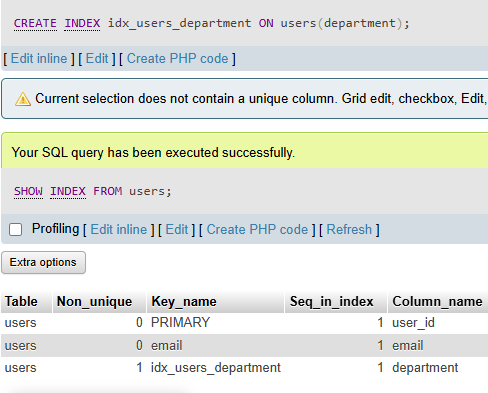 CREATE INDEX idx_users_department ON users(department);
[ Edit inline ] [ Edit ] [ Create PHP code ]
Current selection does not contain a unique column. Grid edit, checkbox, Edit,
Your SQL query has been executed successfully.
SHOW INDEX FROM users;
Profiling [ Edit inline ] [ Edit ] [ Create PHP code ] [ Refresh ]
Extra options
Table Non_unique Key_name Seq_in_index Column_name
users 0 PRIMARY 1 user_id
users 0 email 1 email
users 1 idx_users_department 1 department